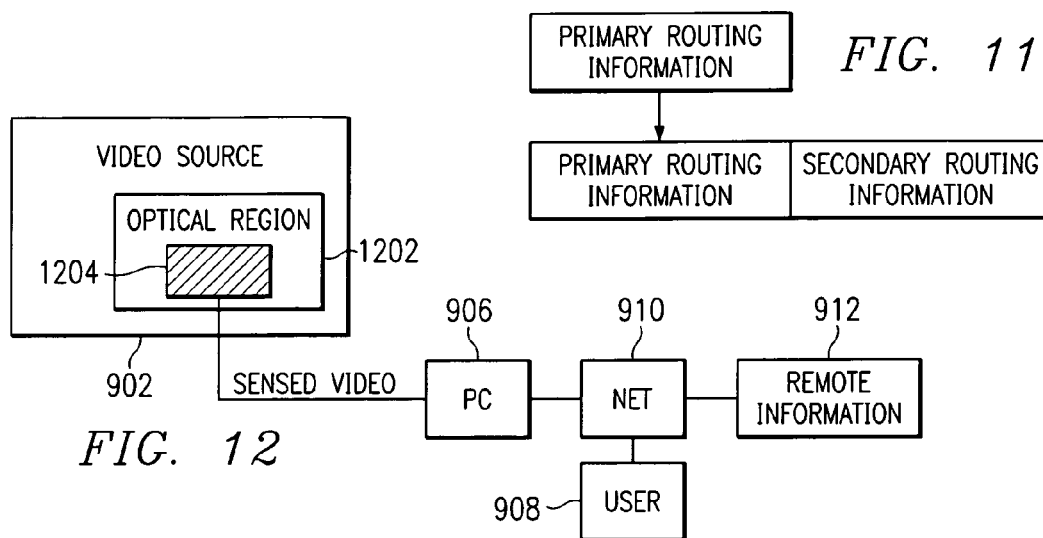 PRIMARY ROUTING
INFORMATION
FIG. 11
PRIMARY ROUTING
INFORMATION
SECONDARY ROUTING
INFORMATION
VIDEO SOURCE
OPTICAL REGION
1204
1202
902
SENSED VIDEO
906
PC
910
NET
912
REMOTE
INFORMATION
908
USER
FIG. 12